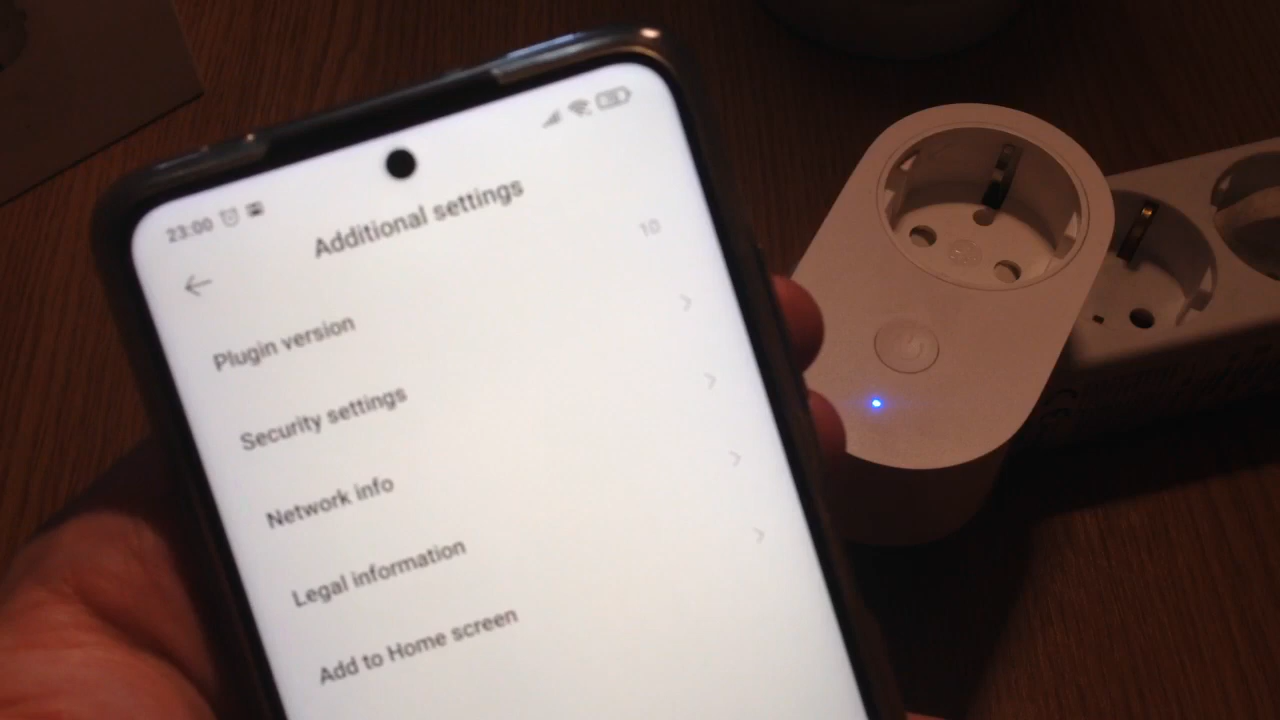 23:00
Additional settings
Plugin version 10
Security settings
Network info
Legal information
Add to Home screen